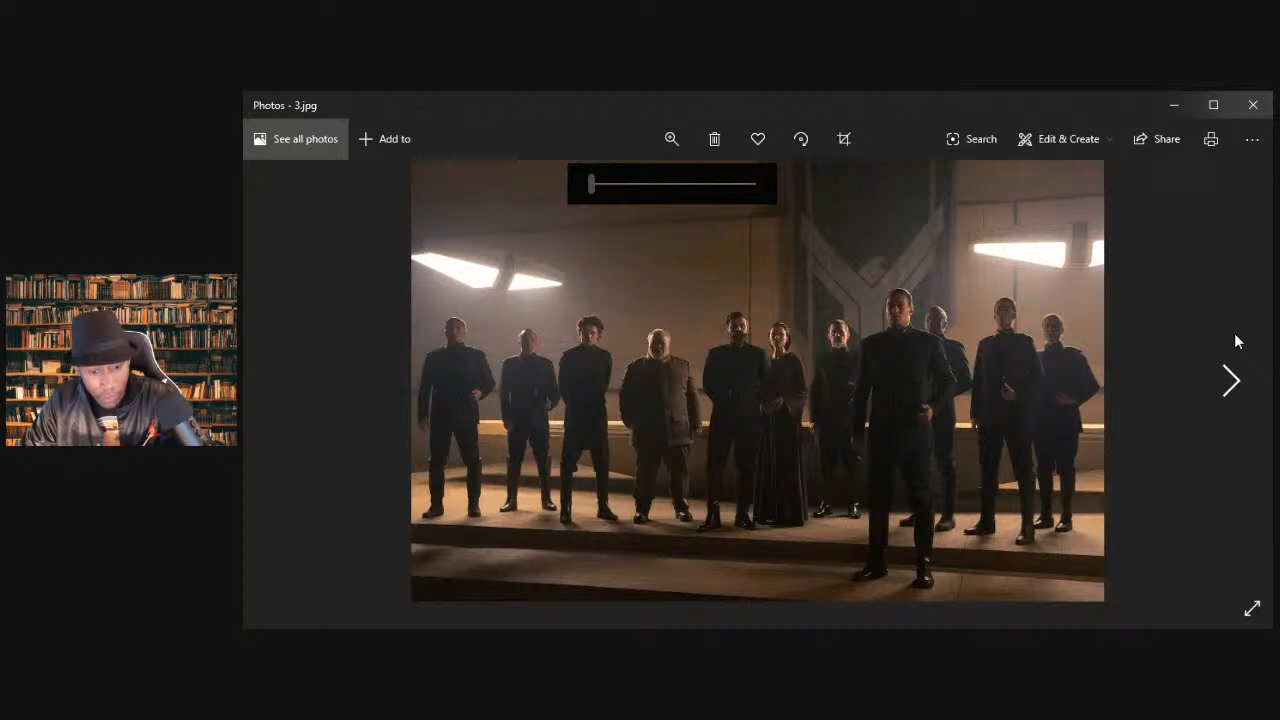 Photos - 3.jpg
See all photos
Add to
Search
Edit & Create
Share